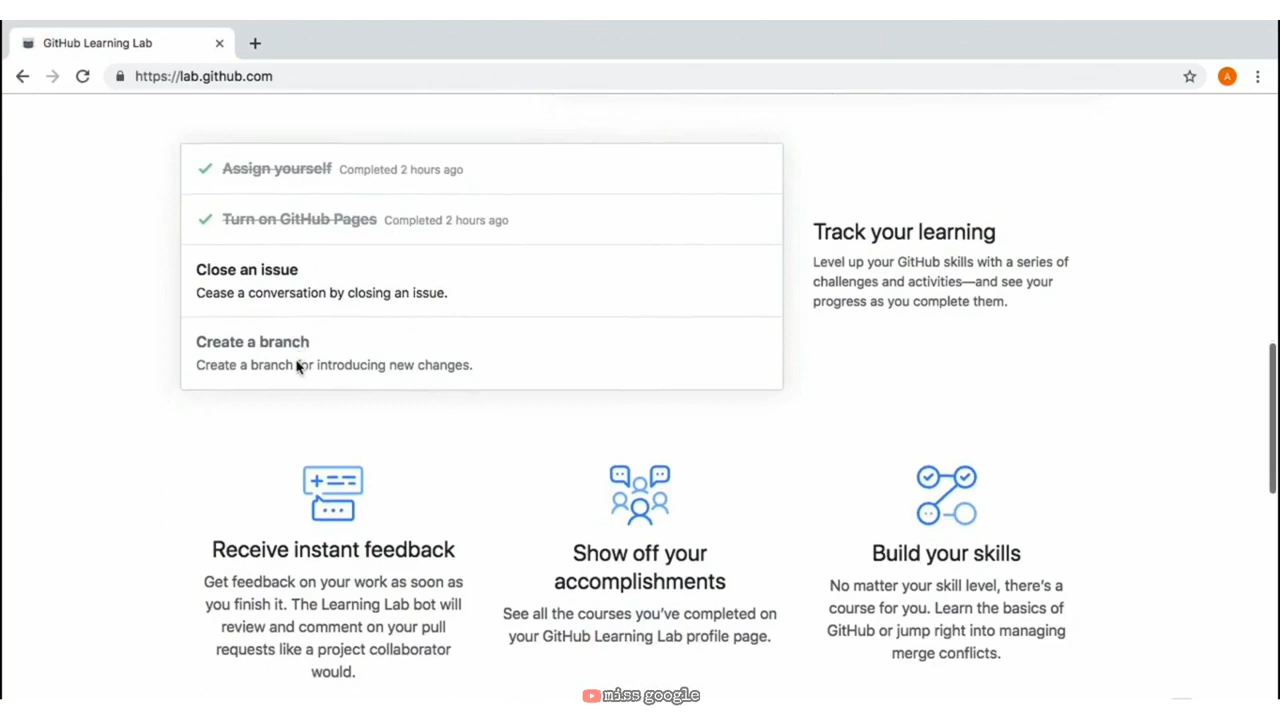 GitHub Learning Lab
https://lab.github.com
A
Assign yourself Completed 2 hours ago
Turn on GitHub Pages Completed 2 hours ago
Close an issue
Cease a conversation by closing an issue.
Create a branch
Create a branch for introducing new changes.
Track your learning
Level up your GitHub skills with a series of
challenges and activities—and see your
progress as you complete them.
Receive instant feedback
Get feedback on your work as soon as
you finish it. The Learning Lab bot will
review and comment on your pull
requests like a project collaborator
would.
Show off your
accomplishments
See all the courses you've completed on
your GitHub Learning Lab profile page.
Build your skills
No matter your skill level, there's a
course for you. Learn the basics of
GitHub or jump right into managing
merge conflicts.
miss google